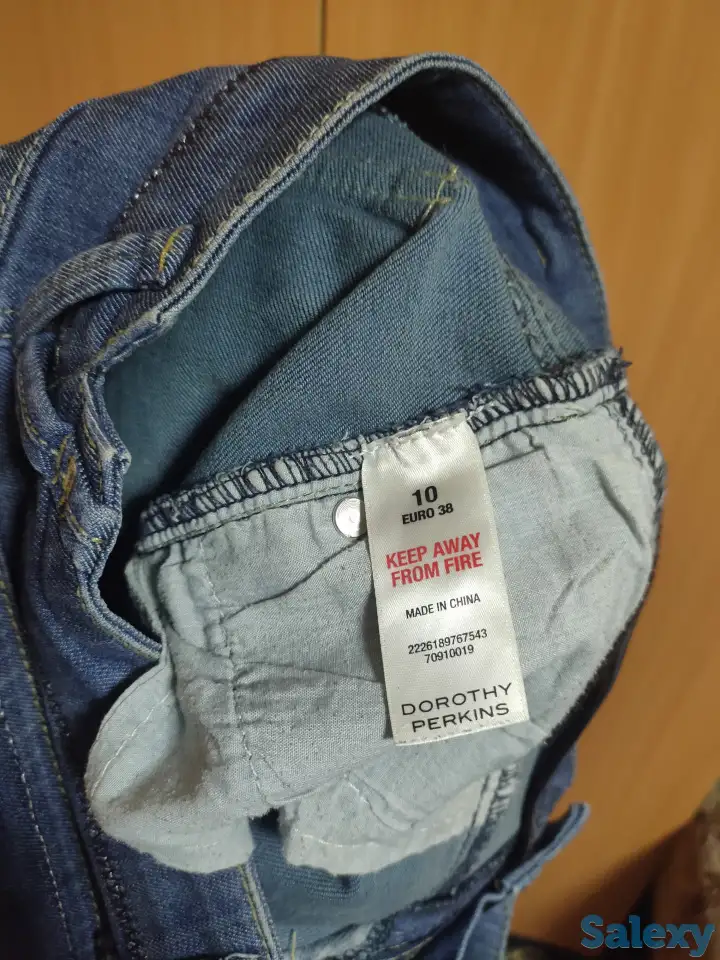 10
EURO 38
KEEP AWAY
FROM FIRE
MADE IN CHINA
2226189767543
70910019
DOROTHY
PERKINS
Salexy